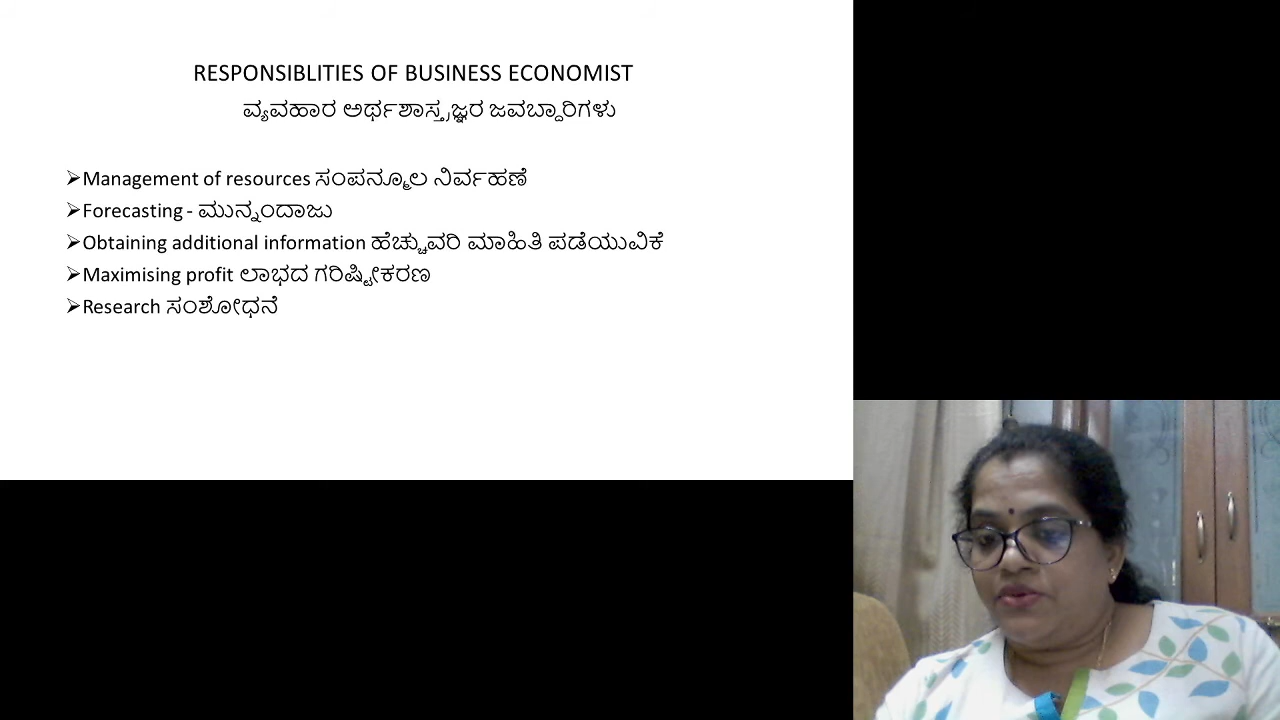 RESPONSIBLITIES OF BUSINESS ECONOMIST
ವ್ಯವಹಾರ ಅರ್ಥಶಾಸ್ತ್ರಜ್ಞರ ಜವಬ್ದಾರಿಗಳು
➢Management of resources ಸಂಪನ್ಮೂಲ ನಿರ್ವಹಣೆ
➢Forecasting - ಮುನ್ನಂದಾಜು
➢Obtaining additional information ಹೆಚ್ಚುವರಿ ಮಾಹಿತಿ ಪಡೆಯುವಿಕೆ
➢Maximising profit ಲಾಭದ ಗರಿಷ್ಟೀಕರಣ
➢Research ಸಂಶೋಧನೆ